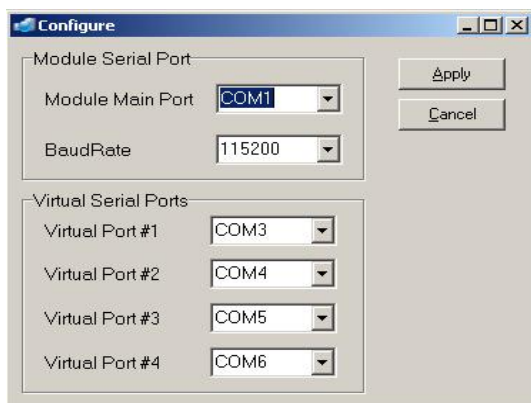 Configure
Module Serial Port
Module Main Port COM1
BaudRate 115200
Apply
Cancel
Virtual Serial Ports
Virtual Port #1 COM3
Virtual Port #2 COM4
Virtual Port #3 COM5
Virtual Port #4 COM6